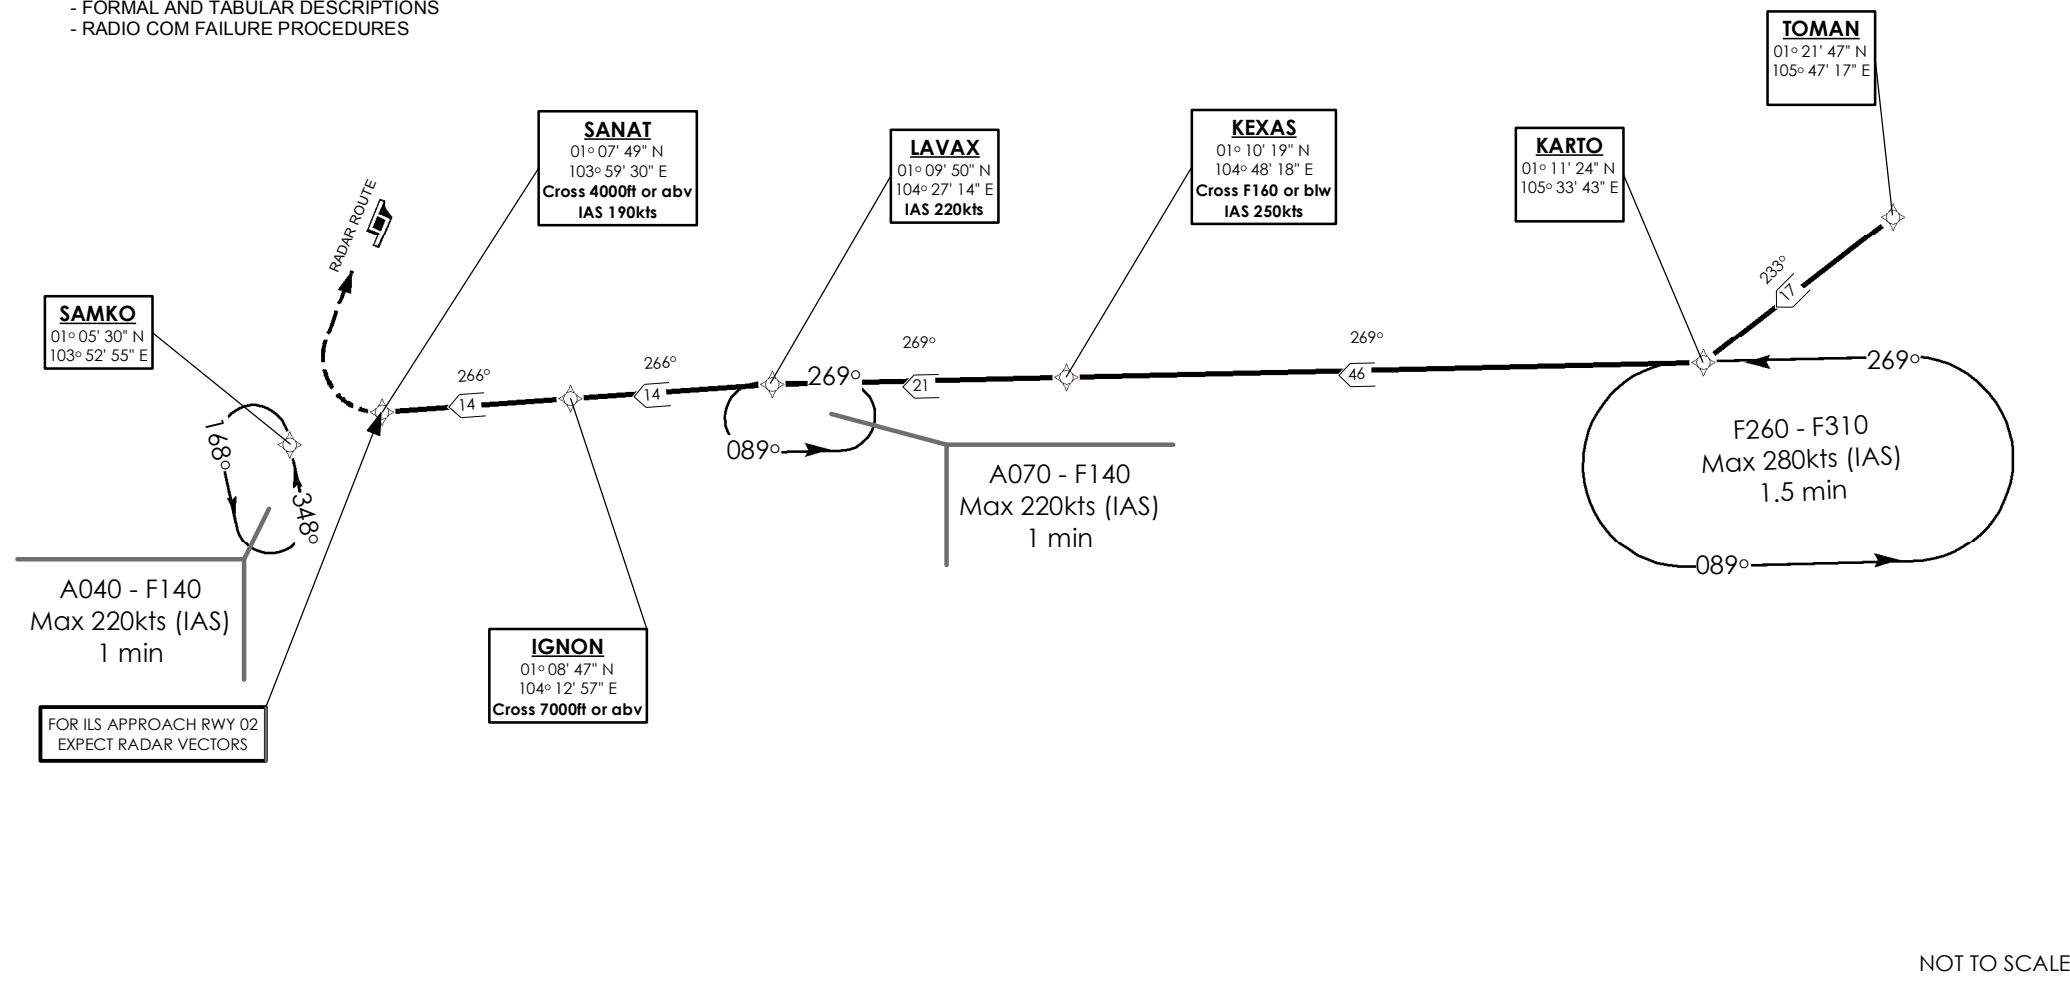 - FORMAL AND TABULAR DESCRIPTIONS
- RADIO COM FAILURE PROCEDURES
TOMAN
01° 21' 47" N
105° 47' 17" E
SANAT
01° 07' 49" N
103° 59' 30" E
Cross 4000ft or abv
IAS 190kts
LAVAX
01° 09' 50" N
104° 27' 14" E
IAS 220kts
KEXAS
01° 10' 19" N
104° 48' 18" E
Cross F160 or blw
IAS 250kts
KARTO
01° 11' 24" N
105° 33' 43" E
RADAR ROUTE
SAMKO
01° 05' 30" N
103° 52' 55" E
233°
17
266°
14
266°
14
269°
269°
21
269°
46
269°
168°
348°
089°
089°
F260 - F310
Max 280kts (IAS)
1.5 min
A070 - F140
Max 220kts (IAS)
1 min
A040 - F140
Max 220kts (IAS)
1 min
IGNON
01° 08' 47" N
104° 12' 57" E
Cross 7000ft or abv
FOR ILS APPROACH RWY 02
EXPECT RADAR VECTORS
NOT TO SCALE